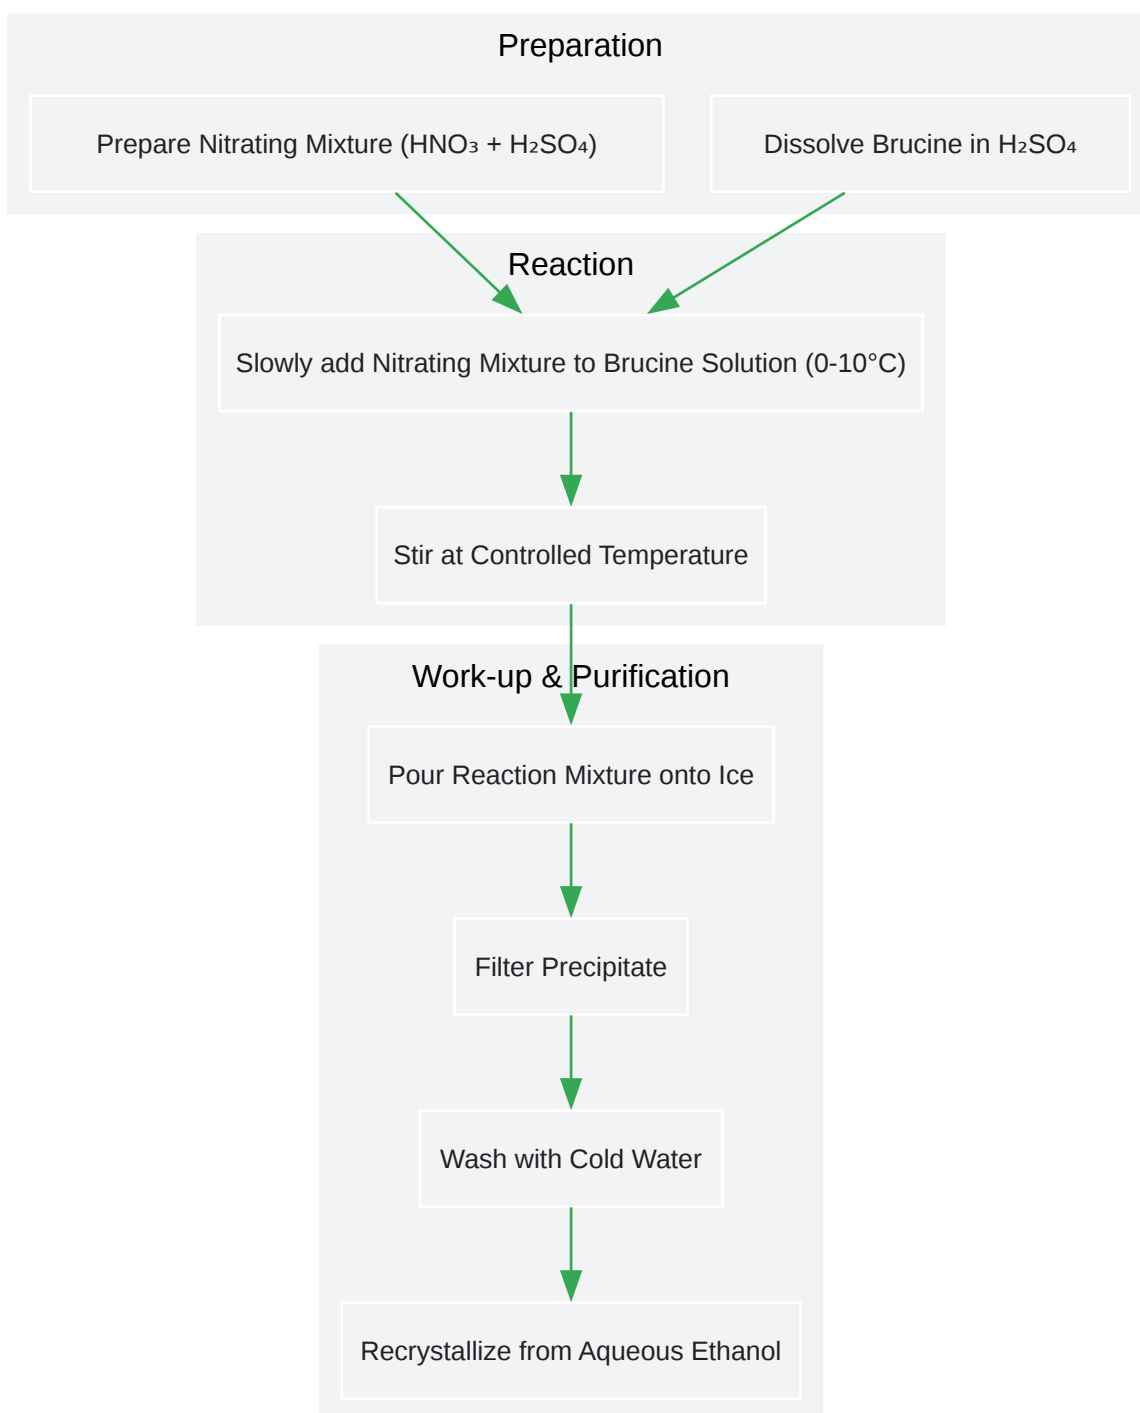 Preparation
Prepare Nitrating Mixture (HNO₃ + H₂SO₄)
Dissolve Brucine in H₂SO₄
Reaction
Slowly add Nitrating Mixture to Brucine Solution (0-10°C)
Stir at Controlled Temperature
Work-up & Purification
Pour Reaction Mixture onto Ice
Filter Precipitate
Wash with Cold Water
Recrystallize from Aqueous Ethanol